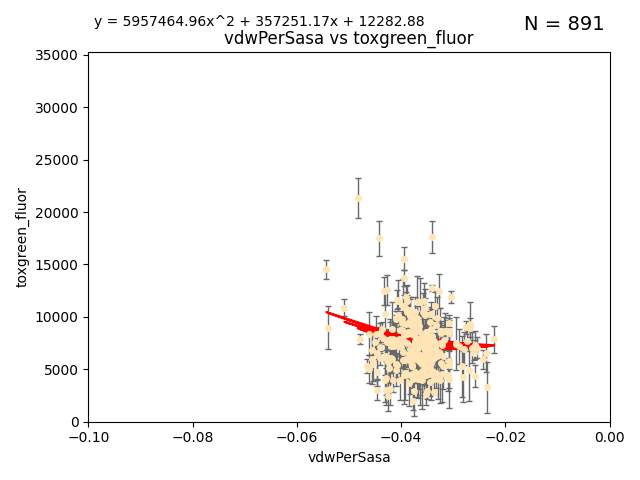 y = 5957464.96x^2 + 357251.17x + 12282.88
N = 891
vdwPerSasa vs toxgreen_fluor
35000
30000
25000
20000
15000
10000
5000
0
toxgreen_fluor
−0.10 −0.08 −0.06 −0.04 −0.02 0.00
vdwPerSasa